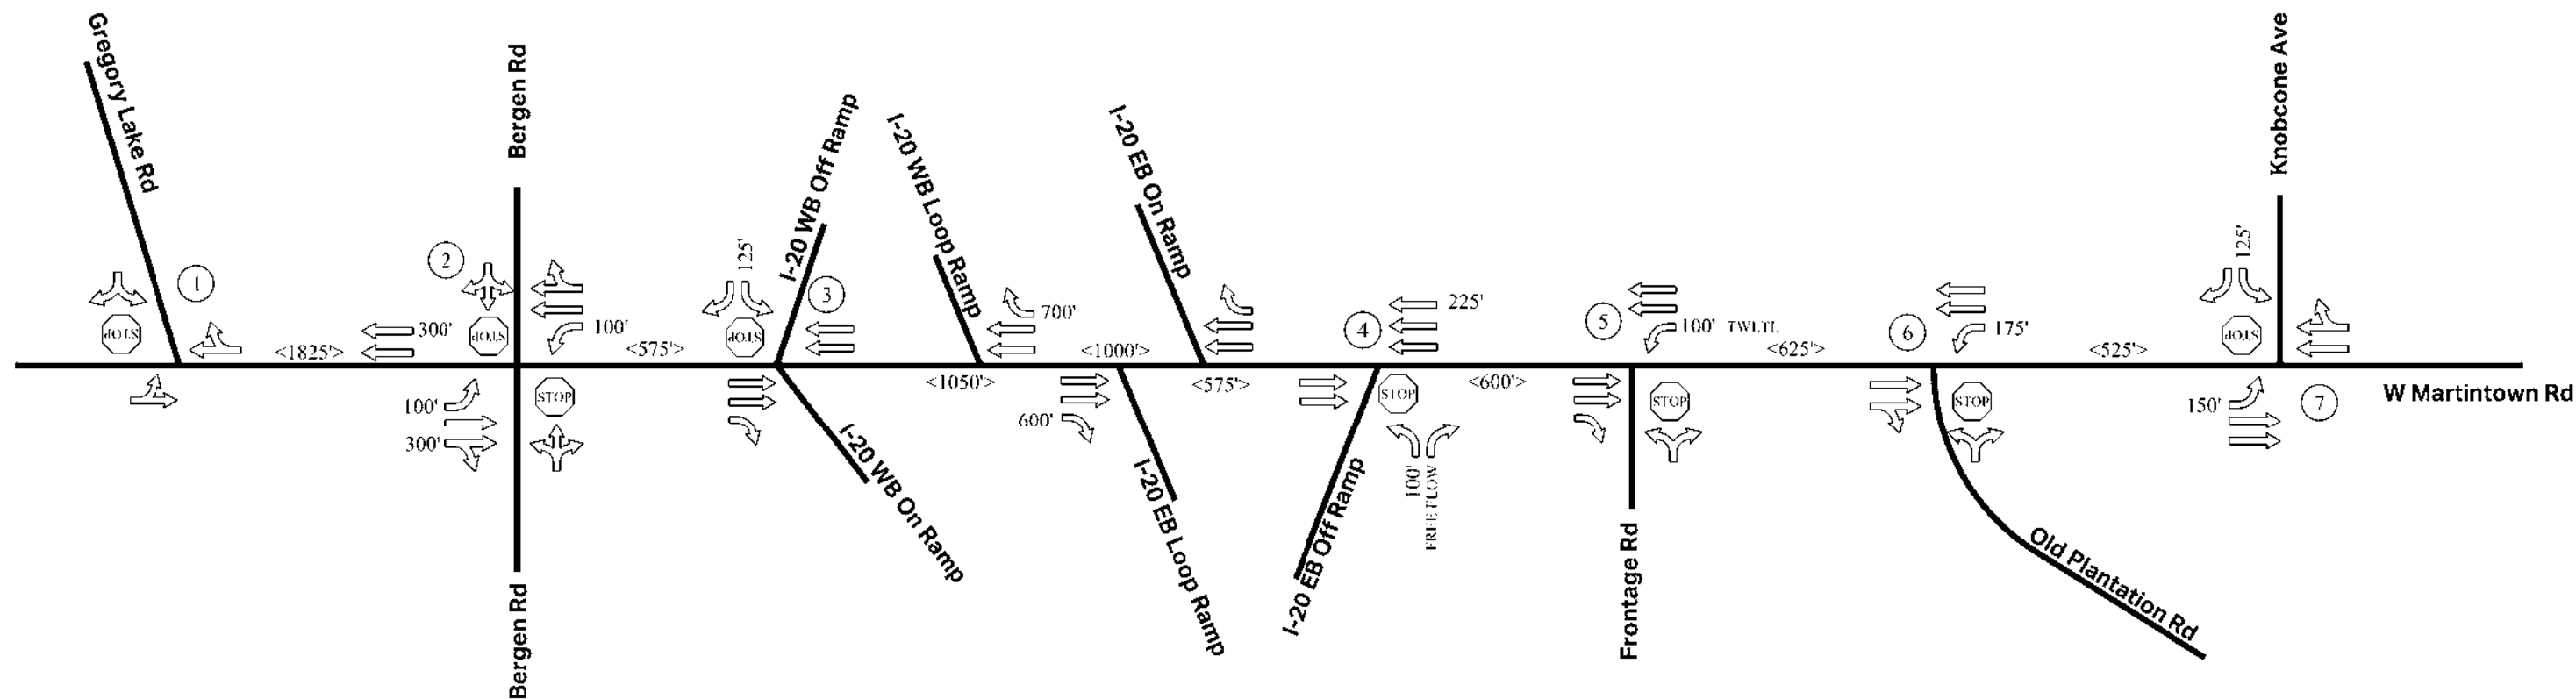 Gregory Lake Rd
1
STOP
<1825'>
300'
Bergen Rd
2
STOP
100'
100'
300'
STOP
Bergen Rd
<575'>
125'
STOP
I-20 WB Off Ramp
3
I-20 WB On Ramp
I-20 WB Loop Ramp
700'
<1050'>
600'
<1000'>
I-20 EB Loop Ramp
I-20 EB On Ramp
<575'>
4
225'
STOP
100'
FREE FLOW
I-20 EB Off Ramp
<600'>
5
100' TWLTL
STOP
Frontage Rd
<625'>
6
175'
STOP
Old Plantation Rd
<525'>
125'
STOP
150'
Knobcone Ave
7
W Martintown Rd